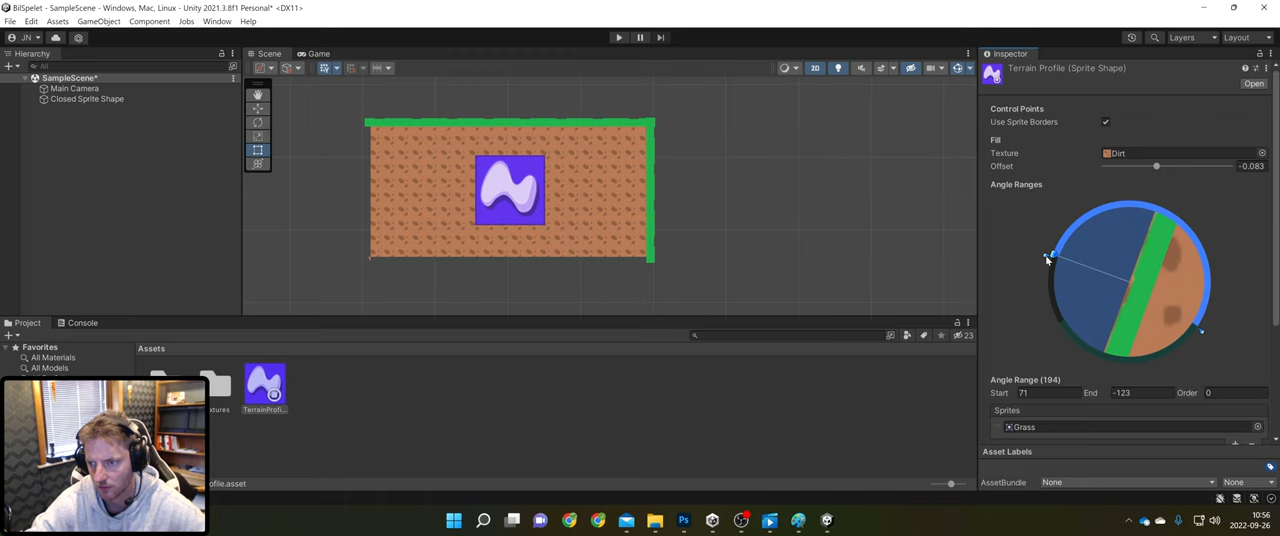 BilSpelet - SampleScene - Windows, Mac, Linux - Unity 2021.3.8f1 Personal* <DX11>
File Edit Assets GameObject Component Jobs Window Help
JN
Layers
Layout
Hierarchy
All
SampleScene*
Main Camera
Closed Sprite Shape
Scene
Game
2D
Inspector
Terrain Profile (Sprite Shape)
Open
Control Points
Use Sprite Borders
Fill
Texture
Dirt
Offset
-0.083
Angle Ranges
Angle Range (194)
Start 71 End -123 Order 0
Sprites
Grass
Asset Labels
AssetBundle None None
Project
Console
23
Favorites
All Materials
All Models
Assets
TerrainProfi...
10:56
2022-09-26